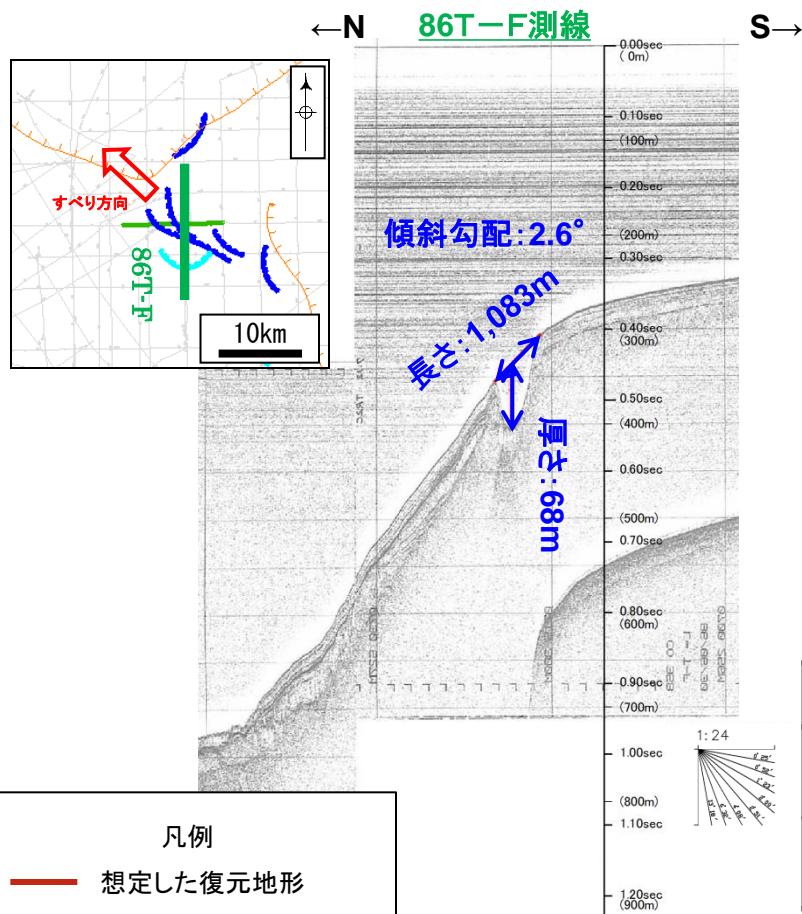 ←N
86T－F測線
S→
すべり方向
86T-F
10km
傾斜勾配：2.6°
長さ：1,083m
厚さ：68m
0.00sec
( 0m)
0.10sec
(100m)
0.20sec
(200m)
0.30sec
0.40sec
(300m)
0.50sec
(400m)
0.60sec
(500m)
0.70sec
0.80sec
(600m)
0.90sec
(700m)
1.00sec
(800m)
1.10sec
1.20sec
(900m)
1:24
凡例
想定した復元地形